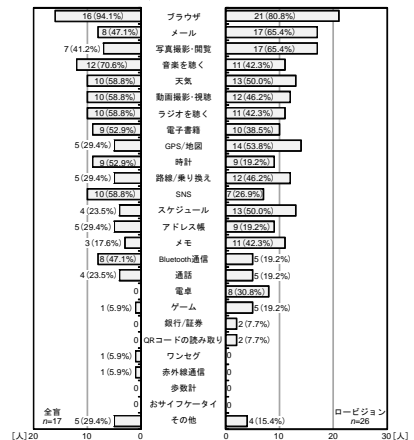 16(94.1%) ブラウザ 21(80.8%)
8(47.1%) メール 17(65.4%)
7(41.2%) 写真撮影・閲覧 17(65.4%)
12(70.6%) 音楽を聴く 11(42.3%)
10(58.8%) 天気 13(50.0%)
10(58.8%) 動画撮影・視聴 12(46.2%)
10(58.8%) ラジオを聴く 11(42.3%)
9(52.9%) 電子書籍 10(38.5%)
5(29.4%) GPS/地図 14(53.8%)
9(52.9%) 時計 9(19.2%)
5(29.4%) 路線/乗り換え 12(46.2%)
10(58.8%) SNS 7(26.9%)
4(23.5%) スケジュール 13(50.0%)
5(29.4%) アドレス帳 9(19.2%)
3(17.6%) メモ 11(42.3%)
8(47.1%) Bluetooth通信 5(19.2%)
4(23.5%) 通話 5(19.2%)
0 電卓 8(30.8%)
1(5.9%) ゲーム 5(19.2%)
0 銀行/証券 2(7.7%)
0 QRコードの読み取り 2(7.7%)
1(5.9%) ワンセグ 0
1(5.9%) 赤外線通信 0
0 歩数計 0
0 おサイフケータイ 0
5(29.4%) その他 4(15.4%)
全盲 n=17
ロービジョン n=26
[人]20 10 0 0 10 20 30[人]